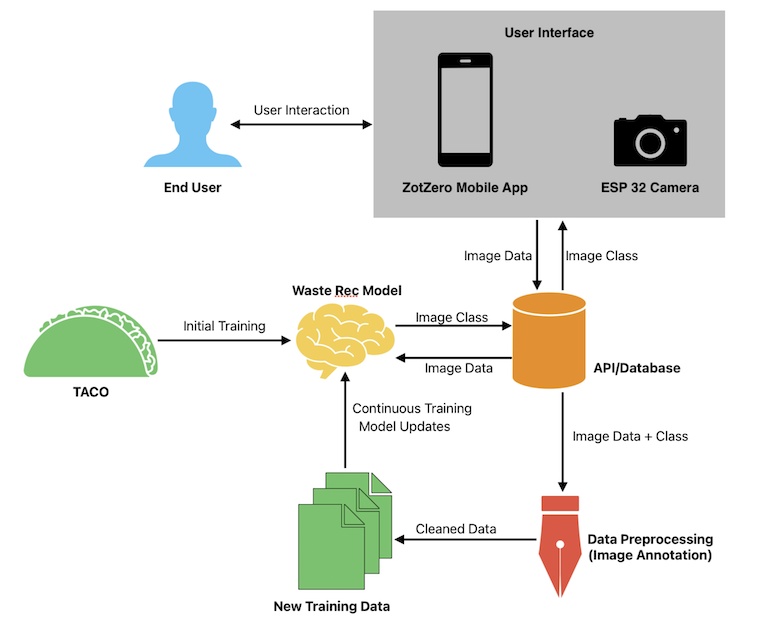 User Interface
User Interaction
End User
ZotZero Mobile App
ESP 32 Camera
Image Data
Image Class
Waste Rec Model
Initial Training
Image Class
Image Data
API/Database
TACO
Continuous Training
Model Updates
Image Data + Class
Cleaned Data
Data Preprocessing
(Image Annotation)
New Training Data